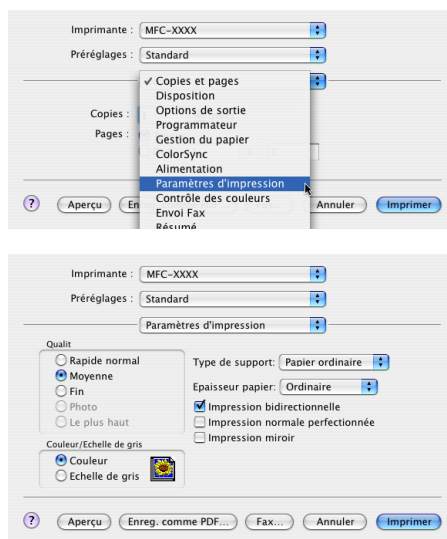 Imprimante : MFC-XXXX
Préréglages : Standard
✓ Copies et pages
Disposition
Options de sortie
Programmateur
Gestion du papier
ColorSync
Alimentation
Paramètres d'impression
Contrôle des couleurs
Envoi Fax
Résumé
Copies :
Pages :
? Aperçu En Annuler Imprimer
Imprimante : MFC-XXXX
Préréglages : Standard
Paramètres d'impression
Qualit
Rapide normal
Moyenne
Fin
Photo
Le plus haut
Type de support: Papier ordinaire
Epaisseur papier: Ordinaire
Impression bidirectionnelle
Impression normale perfectionnée
Impression miroir
Couleur/Echelle de gris
Couleur
Echelle de gris
? Aperçu Enreg. comme PDF... Fax... Annuler Imprimer